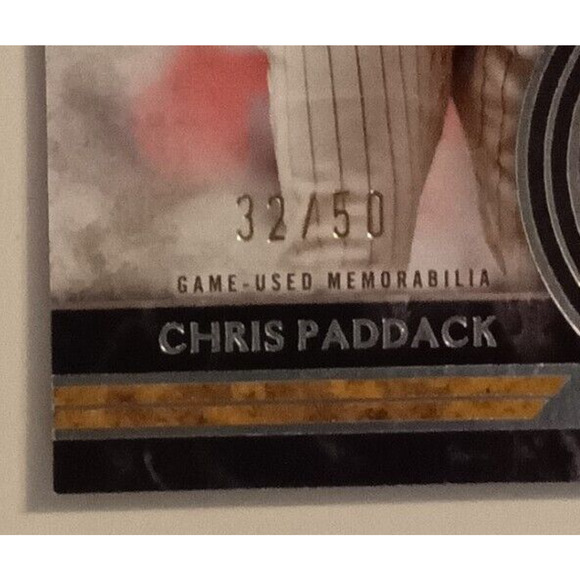 32/50
GAME-USED MEMORABILIA
CHRIS PADDACK